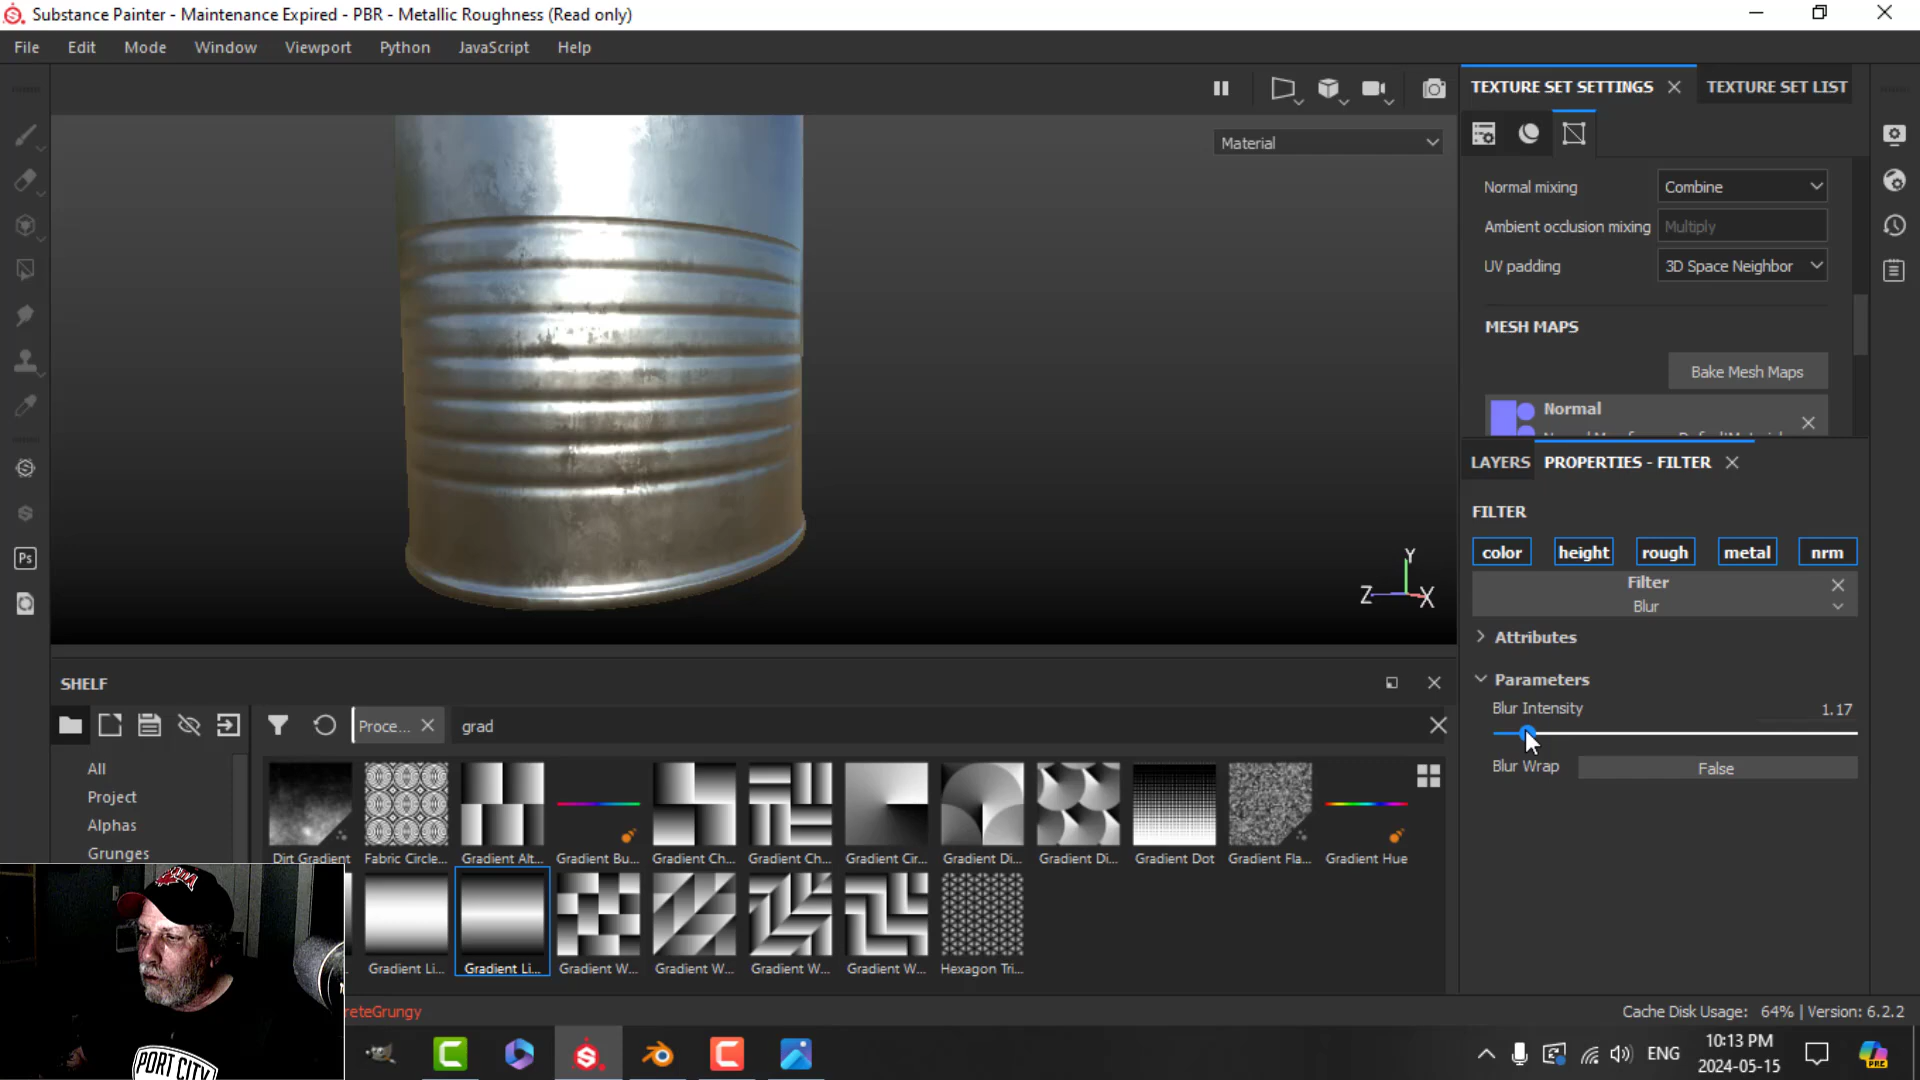 Substance Painter - Maintenance Expired - PBR - Metallic Roughness (Read only)
File Edit Mode Window Viewport Python JavaScript Help
TEXTURE SET SETTINGS TEXTURE SET LIST
Material
Normal mixing Combine
Ambient occlusion mixing Multiply
UV padding 3D Space Neighbor
MESH MAPS
Bake Mesh Maps
Normal
LAYERS PROPERTIES - FILTER
FILTER
color height rough metal nrm
Filter
Blur
Attributes
Parameters
Blur Intensity 1.17
Blur Wrap False
Y
Z X
Ps
SHELF
Proce... grad
All
Project
Alphas
Grunges
Dirt Gradient Fabric Circle... Gradient Alt... Gradient Bu... Gradient Ch... Gradient Ch... Gradient Cir... Gradient Di... Gradient Di... Gradient Dot Gradient Fla... Gradient Hue
Gradient Li... Gradient Li... Gradient W... Gradient W... Gradient W... Gradient W... Hexagon Tri...
reteGrungy
Cache Disk Usage: 64% | Version: 6.2.2
PORT CITY
ENG
10:13 PM
2024-05-15
PRE